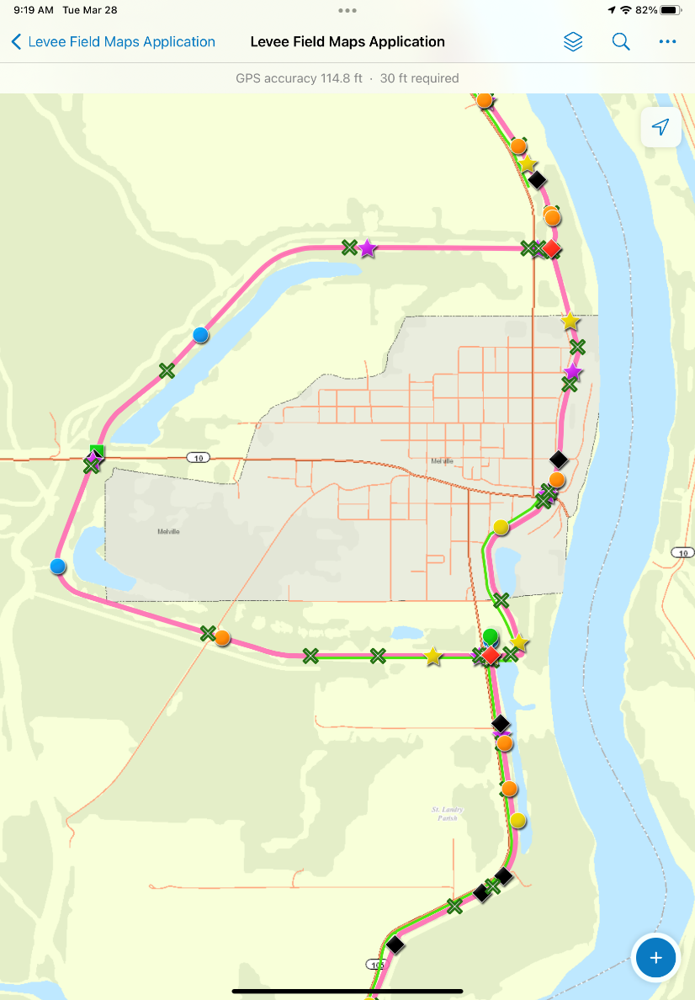 9:19 AM Tue Mar 28
82%
Levee Field Maps Application
Levee Field Maps Application
GPS accuracy 114.8 ft · 30 ft required
10
Melville
Melville
10
St. Landry
Parish